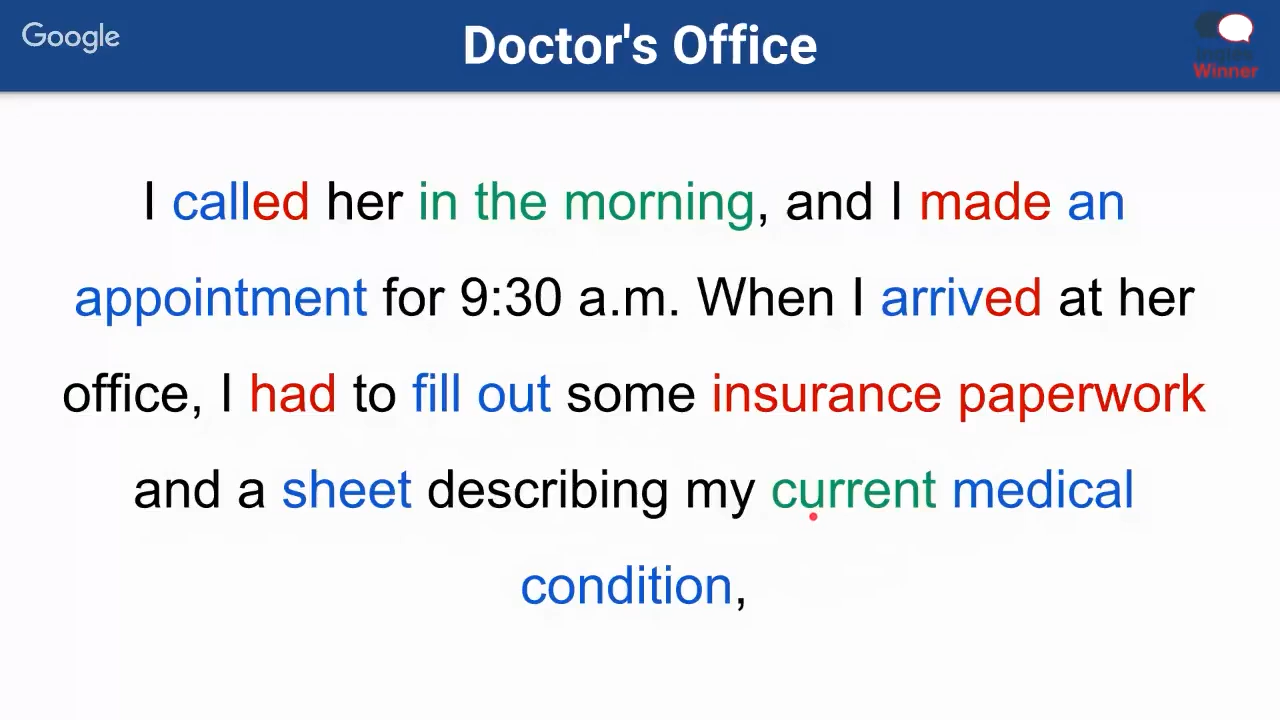 Google
Doctor's Office
Inglés
Winner
I called her in the morning, and I made an
appointment for 9:30 a.m. When I arrived at her
office, I had to fill out some insurance paperwork
and a sheet describing my current medical
condition,